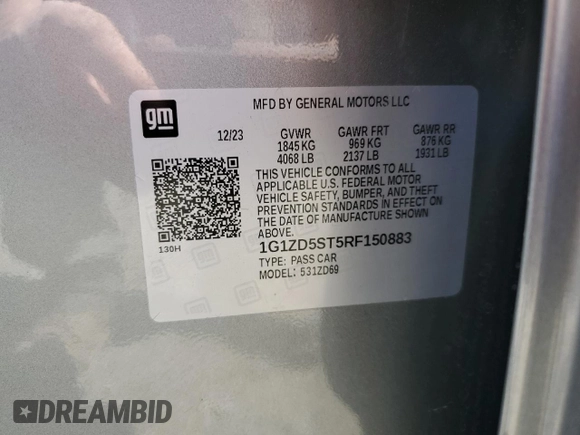 MFD BY GENERAL MOTORS LLC
gm
12/23 GVWR GAWR FRT GAWR RR
1845 KG 969 KG 876 KG
4068 LB 2137 LB 1931 LB
THIS VEHICLE CONFORMS TO ALL
APPLICABLE U.S. FEDERAL MOTOR
VEHICLE SAFETY, BUMPER, AND THEFT
PREVENTION STANDARDS IN EFFECT ON
THE DATE OF MANUFACTURE SHOWN
ABOVE.
130H
1G1ZD5ST5RF150883
TYPE: PASS CAR
MODEL: 531ZD69
DREAMBID